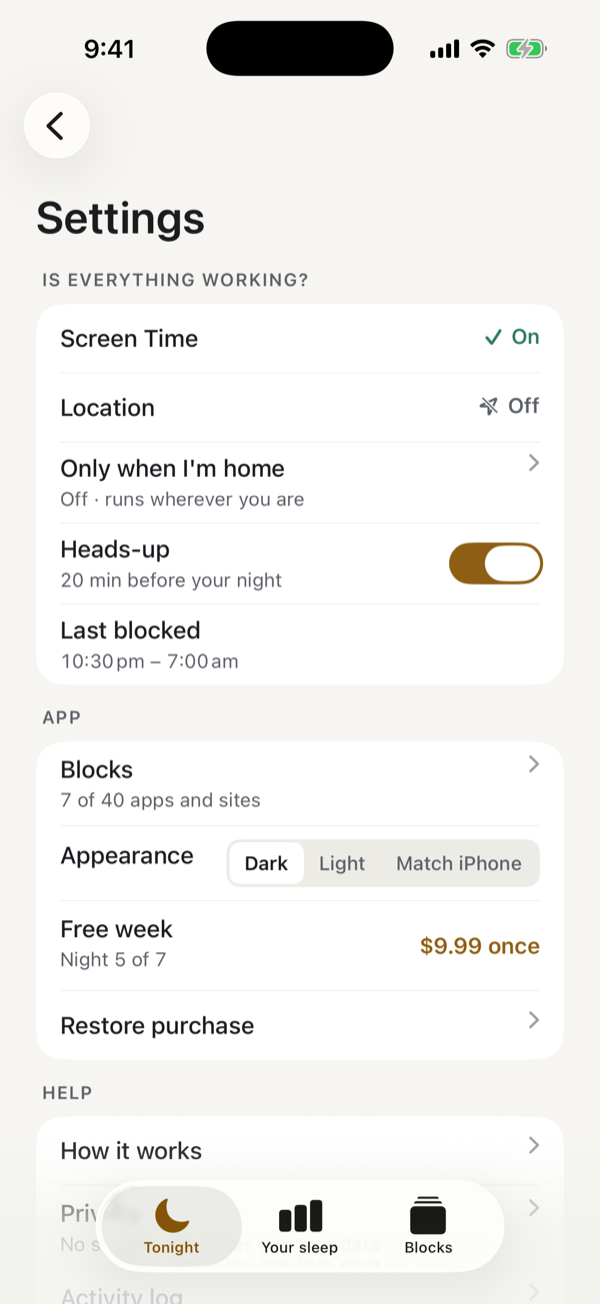 9:41
Settings
IS EVERYTHING WORKING?
Screen Time
On
Location
Off
Only when I'm home
Off · runs wherever you are
Heads-up
20 min before your night
Last blocked
10:30 pm – 7:00 am
APP
Blocks
7 of 40 apps and sites
Appearance
Dark Light Match iPhone
Free week
Night 5 of 7
$9.99 once
Restore purchase
HELP
How it works
No s
Tonight
Your sleep
Blocks
Activity log